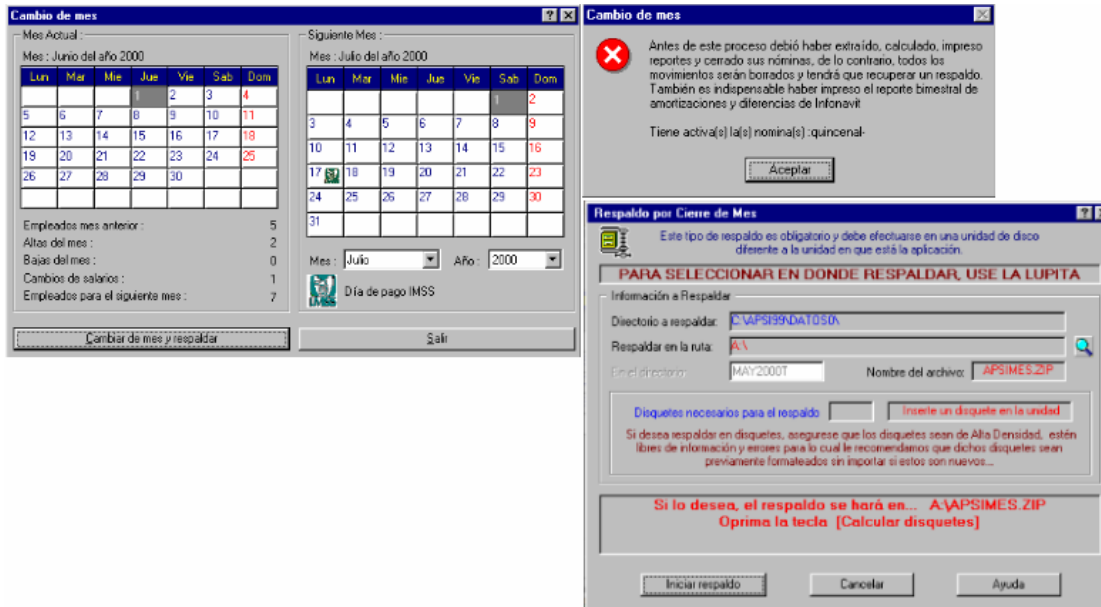 Cambio de mes
Mes Actual :
Mes : Junio del año 2000
Lun Mar Mie Jue Vie Sab Dom
1 2 3 4
5 6 7 8 9 10 11
12 13 14 15 16 17 18
19 20 21 22 23 24 25
26 27 28 29 30
Empleados mes anterior : 5
Altas del mes : 2
Bajas del mes : 0
Cambios de salarios : 1
Empleados para el siguiente mes : 7
Cambiar de mes y respaldar
Siguiente Mes :
Mes : Julio del año 2000
Lun Mar Mie Jue Vie Sab Dom
1 2
3 4 5 6 7 8 9
10 11 12 13 14 15 16
17 18 19 20 21 22 23
24 25 26 27 28 29 30
31
Mes : Julio Año : 2000
IMSS Día de pago IMSS
Salir
Cambio de mes
Antes de este proceso debió haber extraído, calculado, impreso
reportes y cerrado sus nóminas, de lo contrario, todos los
movimientos serán borrados y tendrá que recuperar un respaldo.
También es indispensable haber impreso el reporte bimestral de
amortizaciones y diferencias de Infonavit
Tiene activa(s) la(s) nomina(s) :quincenal-
Aceptar
Respaldo por Cierre de Mes
Este tipo de respaldo es obligatorio y debe efectuarse en una unidad de disco
diferente a la unidad en que está la aplicación.
PARA SELECCIONAR EN DONDE RESPALDAR, USE LA LUPITA
Información a Respaldar
Directorio a respaldar: C:\APSI99\DATOS0\
Respaldar en la ruta: A:\
En el directorio: MAY2000T Nombre del archivo: APSIMES.ZIP
Disquetes necesarios para el respaldo Inserte un disquete en la unidad
Si desea respaldar en disquetes, asegurese que los disquetes sean de Alta Densidad, estén
libres de información y errores para lo cual le recomendamos que dichos disquetes sean
previamente formateados sin importar si estos son nuevos...
Si lo desea, el respaldo se hará en... A:\APSIMES.ZIP
Oprima la tecla [Calcular disquetes]
Iniciar respaldo Cancelar Ayuda